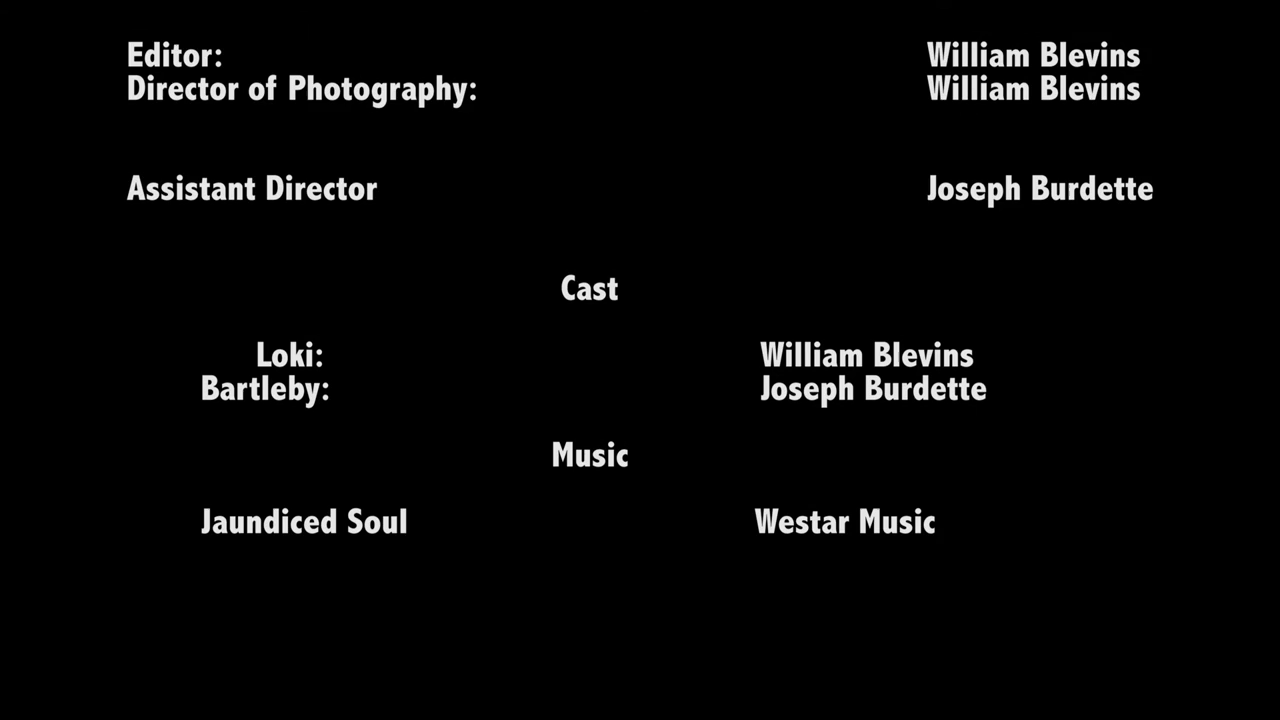 Editor: William Blevins
Director of Photography: William Blevins
Assistant Director Joseph Burdette
Cast
Loki: William Blevins
Bartleby: Joseph Burdette
Music
Jaundiced Soul Westar Music